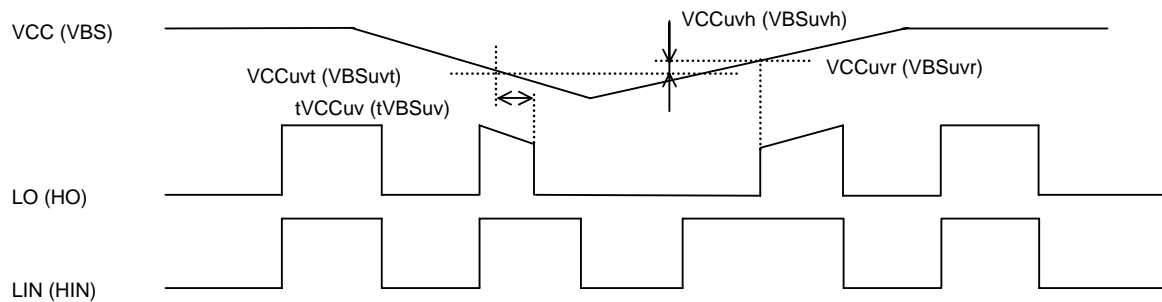 VCCuvh (VBSuvh)
VCC (VBS)
VCCuvt (VBSuvt)
VCCuvr (VBSuvr)
tVCCuv (tVBSuv)
LO (HO)
LIN (HIN)